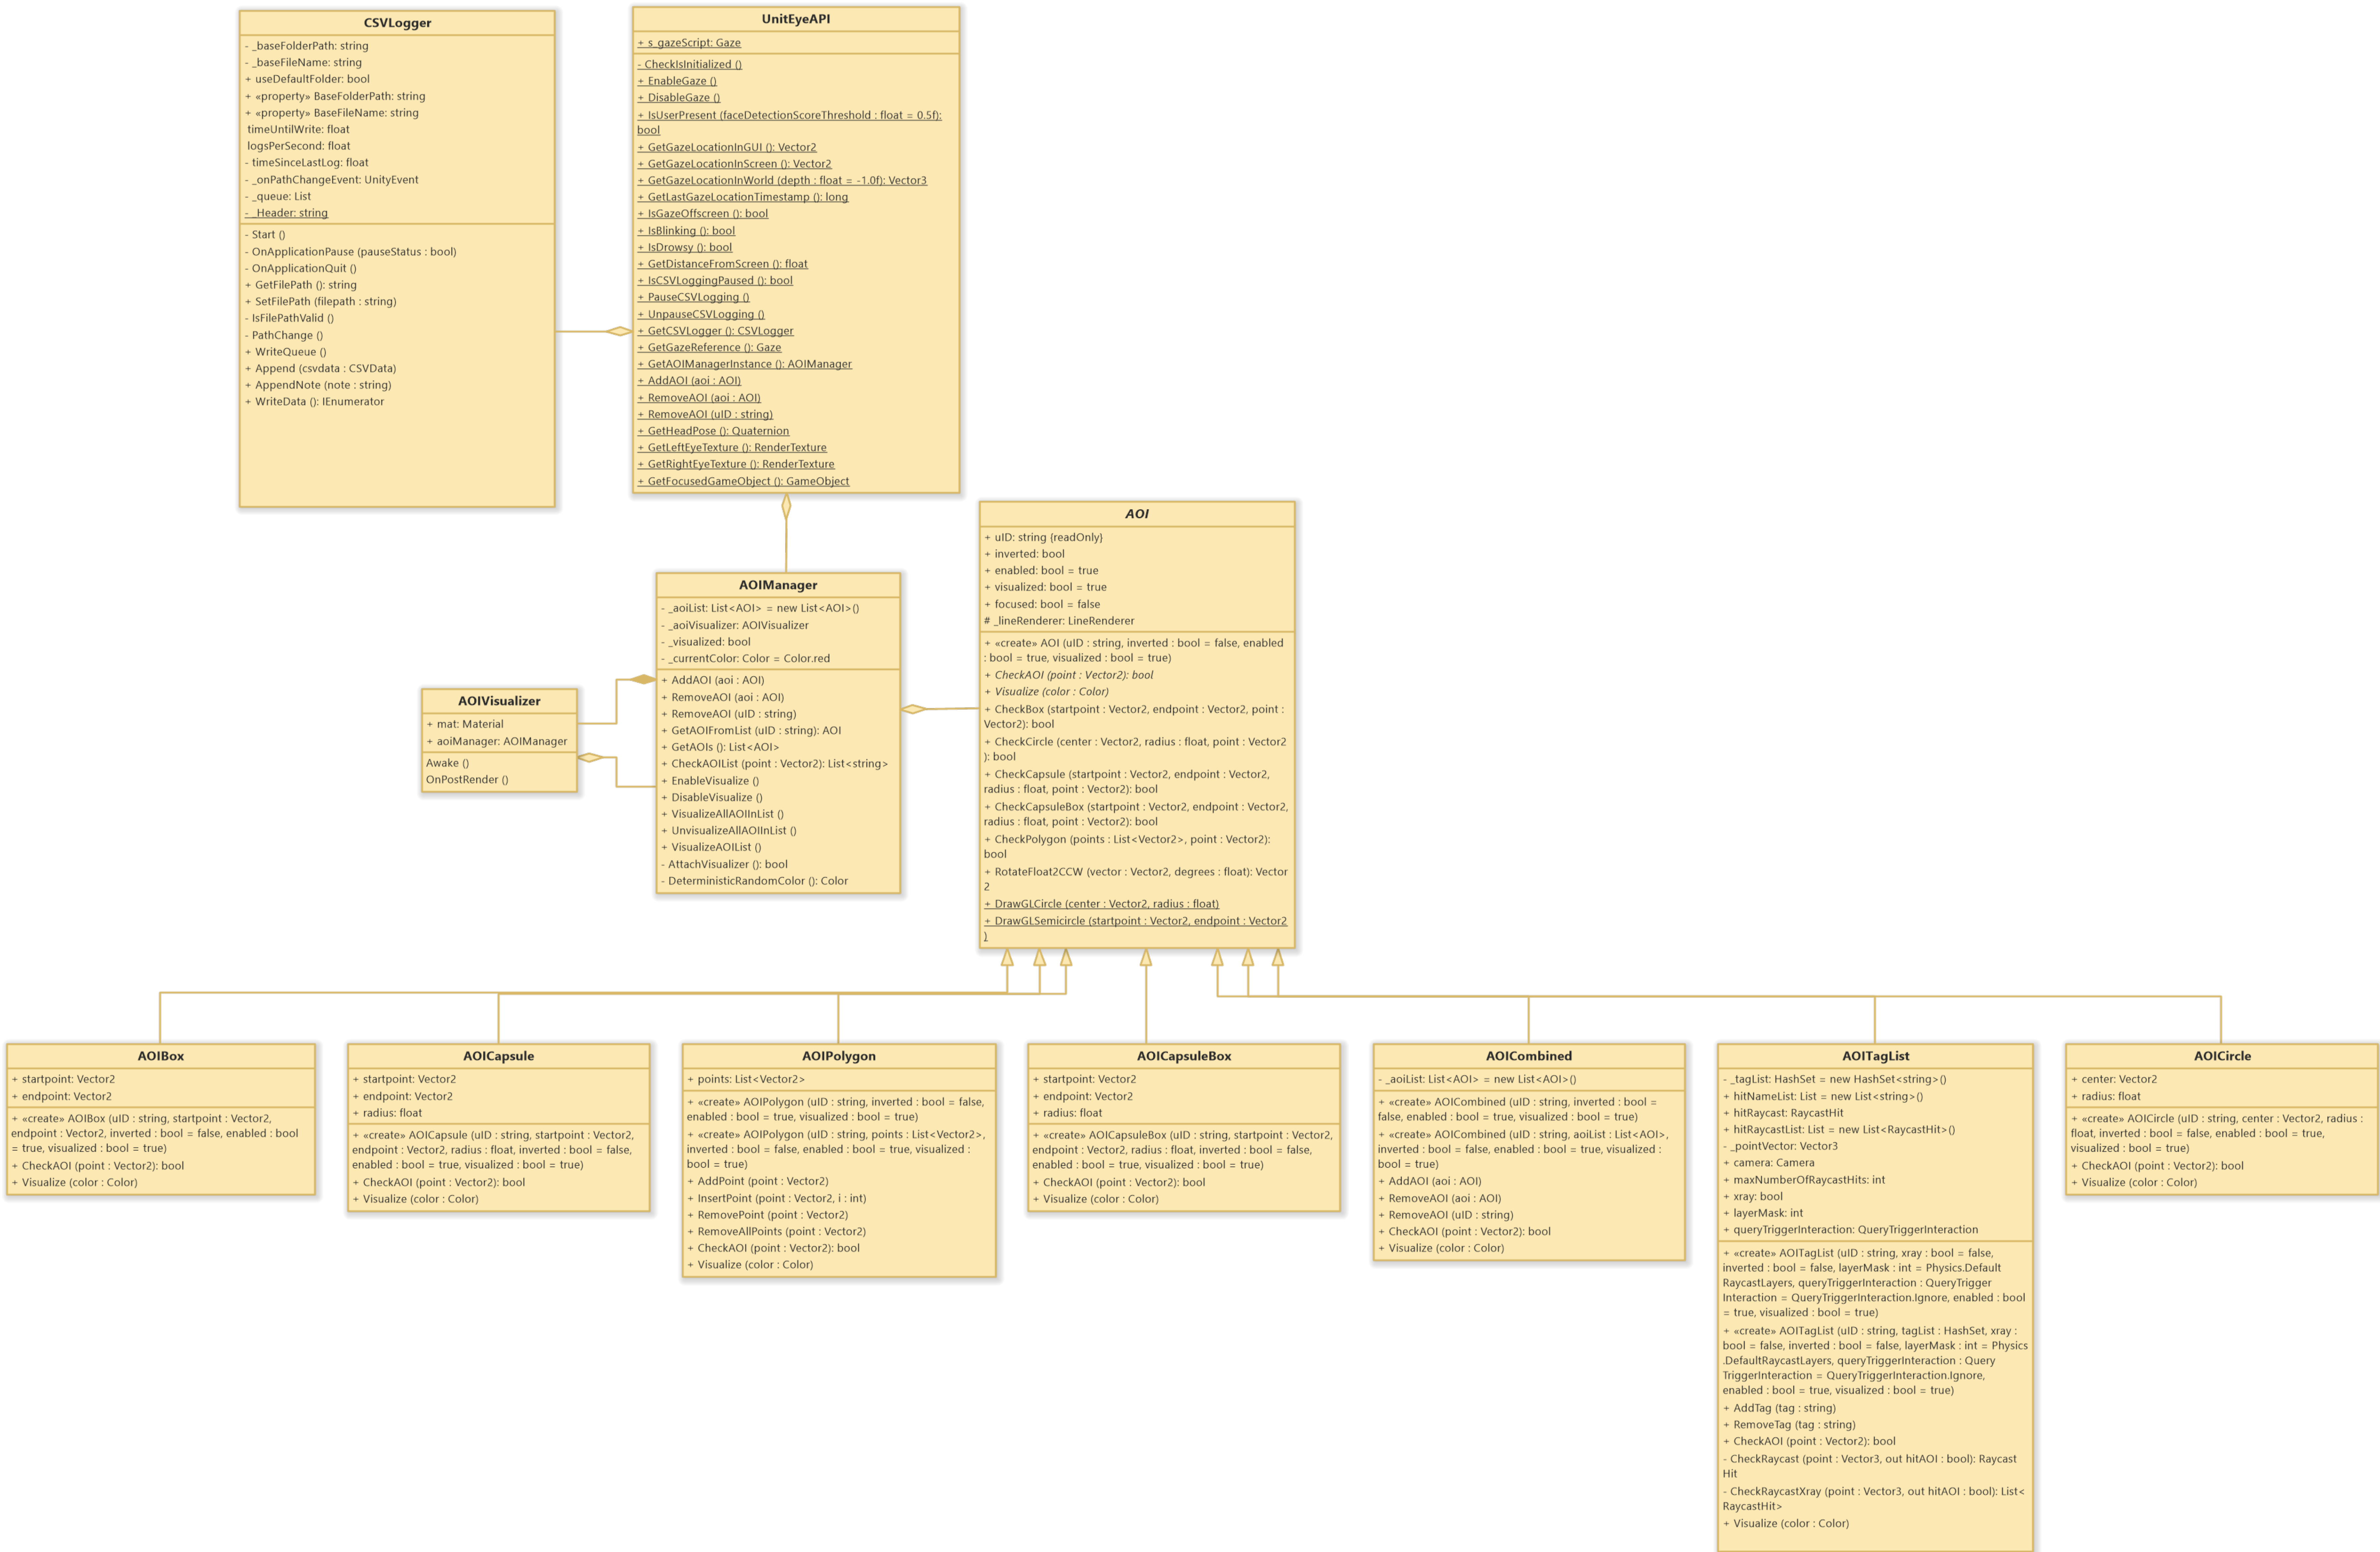 CSVLogger
- _baseFolderPath: string
- _baseFileName: string
+ useDefaultFolder: bool
+ «property» BaseFolderPath: string
+ «property» BaseFileName: string
timeUntilWrite: float
logsPerSecond: float
- timeSinceLastLog: float
- _onPathChangeEvent: UnityEvent
- _queue: List
- _Header: string
- Start ()
- OnApplicationPause (pauseStatus : bool)
- OnApplicationQuit ()
+ GetFilePath (): string
+ SetFilePath (filepath : string)
- IsFilePathValid ()
- PathChange ()
+ WriteQueue ()
+ Append (csvdata : CSVData)
+ AppendNote (note : string)
+ WriteData (): IEnumerator
UnitEyeAPI
+ s_gazeScript: Gaze
- CheckIsInitialized ()
+ EnableGaze ()
+ DisableGaze ()
+ IsUserPresent (faceDetectionScoreThreshold : float = 0.5f):
bool
+ GetGazeLocationInGUI (): Vector2
+ GetGazeLocationInScreen (): Vector2
+ GetGazeLocationInWorld (depth : float = -1.0f): Vector3
+ GetLastGazeLocationTimestamp (): long
+ IsGazeOffscreen (): bool
+ IsBlinking (): bool
+ IsDrowsy (): bool
+ GetDistanceFromScreen (): float
+ IsCSVLoggingPaused (): bool
+ PauseCSVLogging ()
+ UnpauseCSVLogging ()
+ GetCSVLogger (): CSVLogger
+ GetGazeReference (): Gaze
+ GetAOIManagerInstance (): AOIManager
+ AddAOI (aoi : AOI)
+ RemoveAOI (aoi : AOI)
+ RemoveAOI (uID : string)
+ GetHeadPose (): Quaternion
+ GetLeftEyeTexture (): RenderTexture
+ GetRightEyeTexture (): RenderTexture
+ GetFocusedGameObject (): GameObject
AOI
+ uID: string {readOnly}
+ inverted: bool
+ enabled: bool = true
+ visualized: bool = true
+ focused: bool = false
# _lineRenderer: LineRenderer
+ «create» AOI (uID : string, inverted : bool = false, enabled
: bool = true, visualized : bool = true)
+ CheckAOI (point : Vector2): bool
+ Visualize (color : Color)
+ CheckBox (startpoint : Vector2, endpoint : Vector2, point :
Vector2): bool
+ CheckCircle (center : Vector2, radius : float, point : Vector2
): bool
+ CheckCapsule (startpoint : Vector2, endpoint : Vector2,
radius : float, point : Vector2): bool
+ CheckCapsuleBox (startpoint : Vector2, endpoint : Vector2,
radius : float, point : Vector2): bool
+ CheckPolygon (points : List<Vector2>, point : Vector2):
bool
+ RotateFloat2CCW (vector : Vector2, degrees : float): Vector
2
+ DrawGLCircle (center : Vector2, radius : float)
+ DrawGLSemicircle (startpoint : Vector2, endpoint : Vector2
)
AOIManager
- _aoiList: List<AOI> = new List<AOI>()
- _aoiVisualizer: AOIVisualizer
- _visualized: bool
- _currentColor: Color = Color.red
+ AddAOI (aoi : AOI)
+ RemoveAOI (aoi : AOI)
+ RemoveAOI (uID : string)
+ GetAOIFromList (uID : string): AOI
+ GetAOIs (): List<AOI>
+ CheckAOIList (point : Vector2): List<string>
+ EnableVisualize ()
+ DisableVisualize ()
+ VisualizeAllAOIInList ()
+ UnvisualizeAllAOIInList ()
+ VisualizeAOIList ()
- AttachVisualizer (): bool
- DeterministicRandomColor (): Color
AOIVisualizer
+ mat: Material
+ aoiManager: AOIManager
Awake ()
OnPostRender ()
AOIBox
+ startpoint: Vector2
+ endpoint: Vector2
+ «create» AOIBox (uID : string, startpoint : Vector2,
endpoint : Vector2, inverted : bool = false, enabled : bool
= true, visualized : bool = true)
+ CheckAOI (point : Vector2): bool
+ Visualize (color : Color)
AOICapsule
+ startpoint: Vector2
+ endpoint: Vector2
+ radius: float
+ «create» AOICapsule (uID : string, startpoint : Vector2,
endpoint : Vector2, radius : float, inverted : bool = false,
enabled : bool = true, visualized : bool = true)
+ CheckAOI (point : Vector2): bool
+ Visualize (color : Color)
AOIPolygon
+ points: List<Vector2>
+ «create» AOIPolygon (uID : string, inverted : bool = false,
enabled : bool = true, visualized : bool = true)
+ «create» AOIPolygon (uID : string, points : List<Vector2>,
inverted : bool = false, enabled : bool = true, visualized :
bool = true)
+ AddPoint (point : Vector2)
+ InsertPoint (point : Vector2, i : int)
+ RemovePoint (point : Vector2)
+ RemoveAllPoints (point : Vector2)
+ CheckAOI (point : Vector2): bool
+ Visualize (color : Color)
AOICapsuleBox
+ startpoint: Vector2
+ endpoint: Vector2
+ radius: float
+ «create» AOICapsuleBox (uID : string, startpoint : Vector2,
endpoint : Vector2, radius : float, inverted : bool = false,
enabled : bool = true, visualized : bool = true)
+ CheckAOI (point : Vector2): bool
+ Visualize (color : Color)
AOICombined
- _aoiList: List<AOI> = new List<AOI>()
+ «create» AOICombined (uID : string, inverted : bool =
false, enabled : bool = true, visualized : bool = true)
+ «create» AOICombined (uID : string, aoiList : List<AOI>,
inverted : bool = false, enabled : bool = true, visualized :
bool = true)
+ AddAOI (aoi : AOI)
+ RemoveAOI (aoi : AOI)
+ RemoveAOI (uID : string)
+ CheckAOI (point : Vector2): bool
+ Visualize (color : Color)
AOITagList
- _tagList: HashSet = new HashSet<string>()
+ hitNameList: List = new List<string>()
+ hitRaycast: RaycastHit
+ hitRaycastList: List = new List<RaycastHit>()
- _pointVector: Vector3
+ camera: Camera
+ maxNumberOfRaycastHits: int
+ xray: bool
+ layerMask: int
+ queryTriggerInteraction: QueryTriggerInteraction
+ «create» AOITagList (uID : string, xray : bool = false,
inverted : bool = false, layerMask : int = Physics.Default
RaycastLayers, queryTriggerInteraction : QueryTrigger
Interaction = QueryTriggerInteraction.Ignore, enabled : bool
= true, visualized : bool = true)
+ «create» AOITagList (uID : string, tagList : HashSet, xray :
bool = false, inverted : bool = false, layerMask : int = Physics
.DefaultRaycastLayers, queryTriggerInteraction : Query
TriggerInteraction = QueryTriggerInteraction.Ignore,
enabled : bool = true, visualized : bool = true)
+ AddTag (tag : string)
+ RemoveTag (tag : string)
+ CheckAOI (point : Vector2): bool
- CheckRaycast (point : Vector3, out hitAOI : bool): Raycast
Hit
- CheckRaycastXray (point : Vector3, out hitAOI : bool): List<
RaycastHit>
+ Visualize (color : Color)
AOICircle
+ center: Vector2
+ radius: float
+ «create» AOICircle (uID : string, center : Vector2, radius :
float, inverted : bool = false, enabled : bool = true,
visualized : bool = true)
+ CheckAOI (point : Vector2): bool
+ Visualize (color : Color)